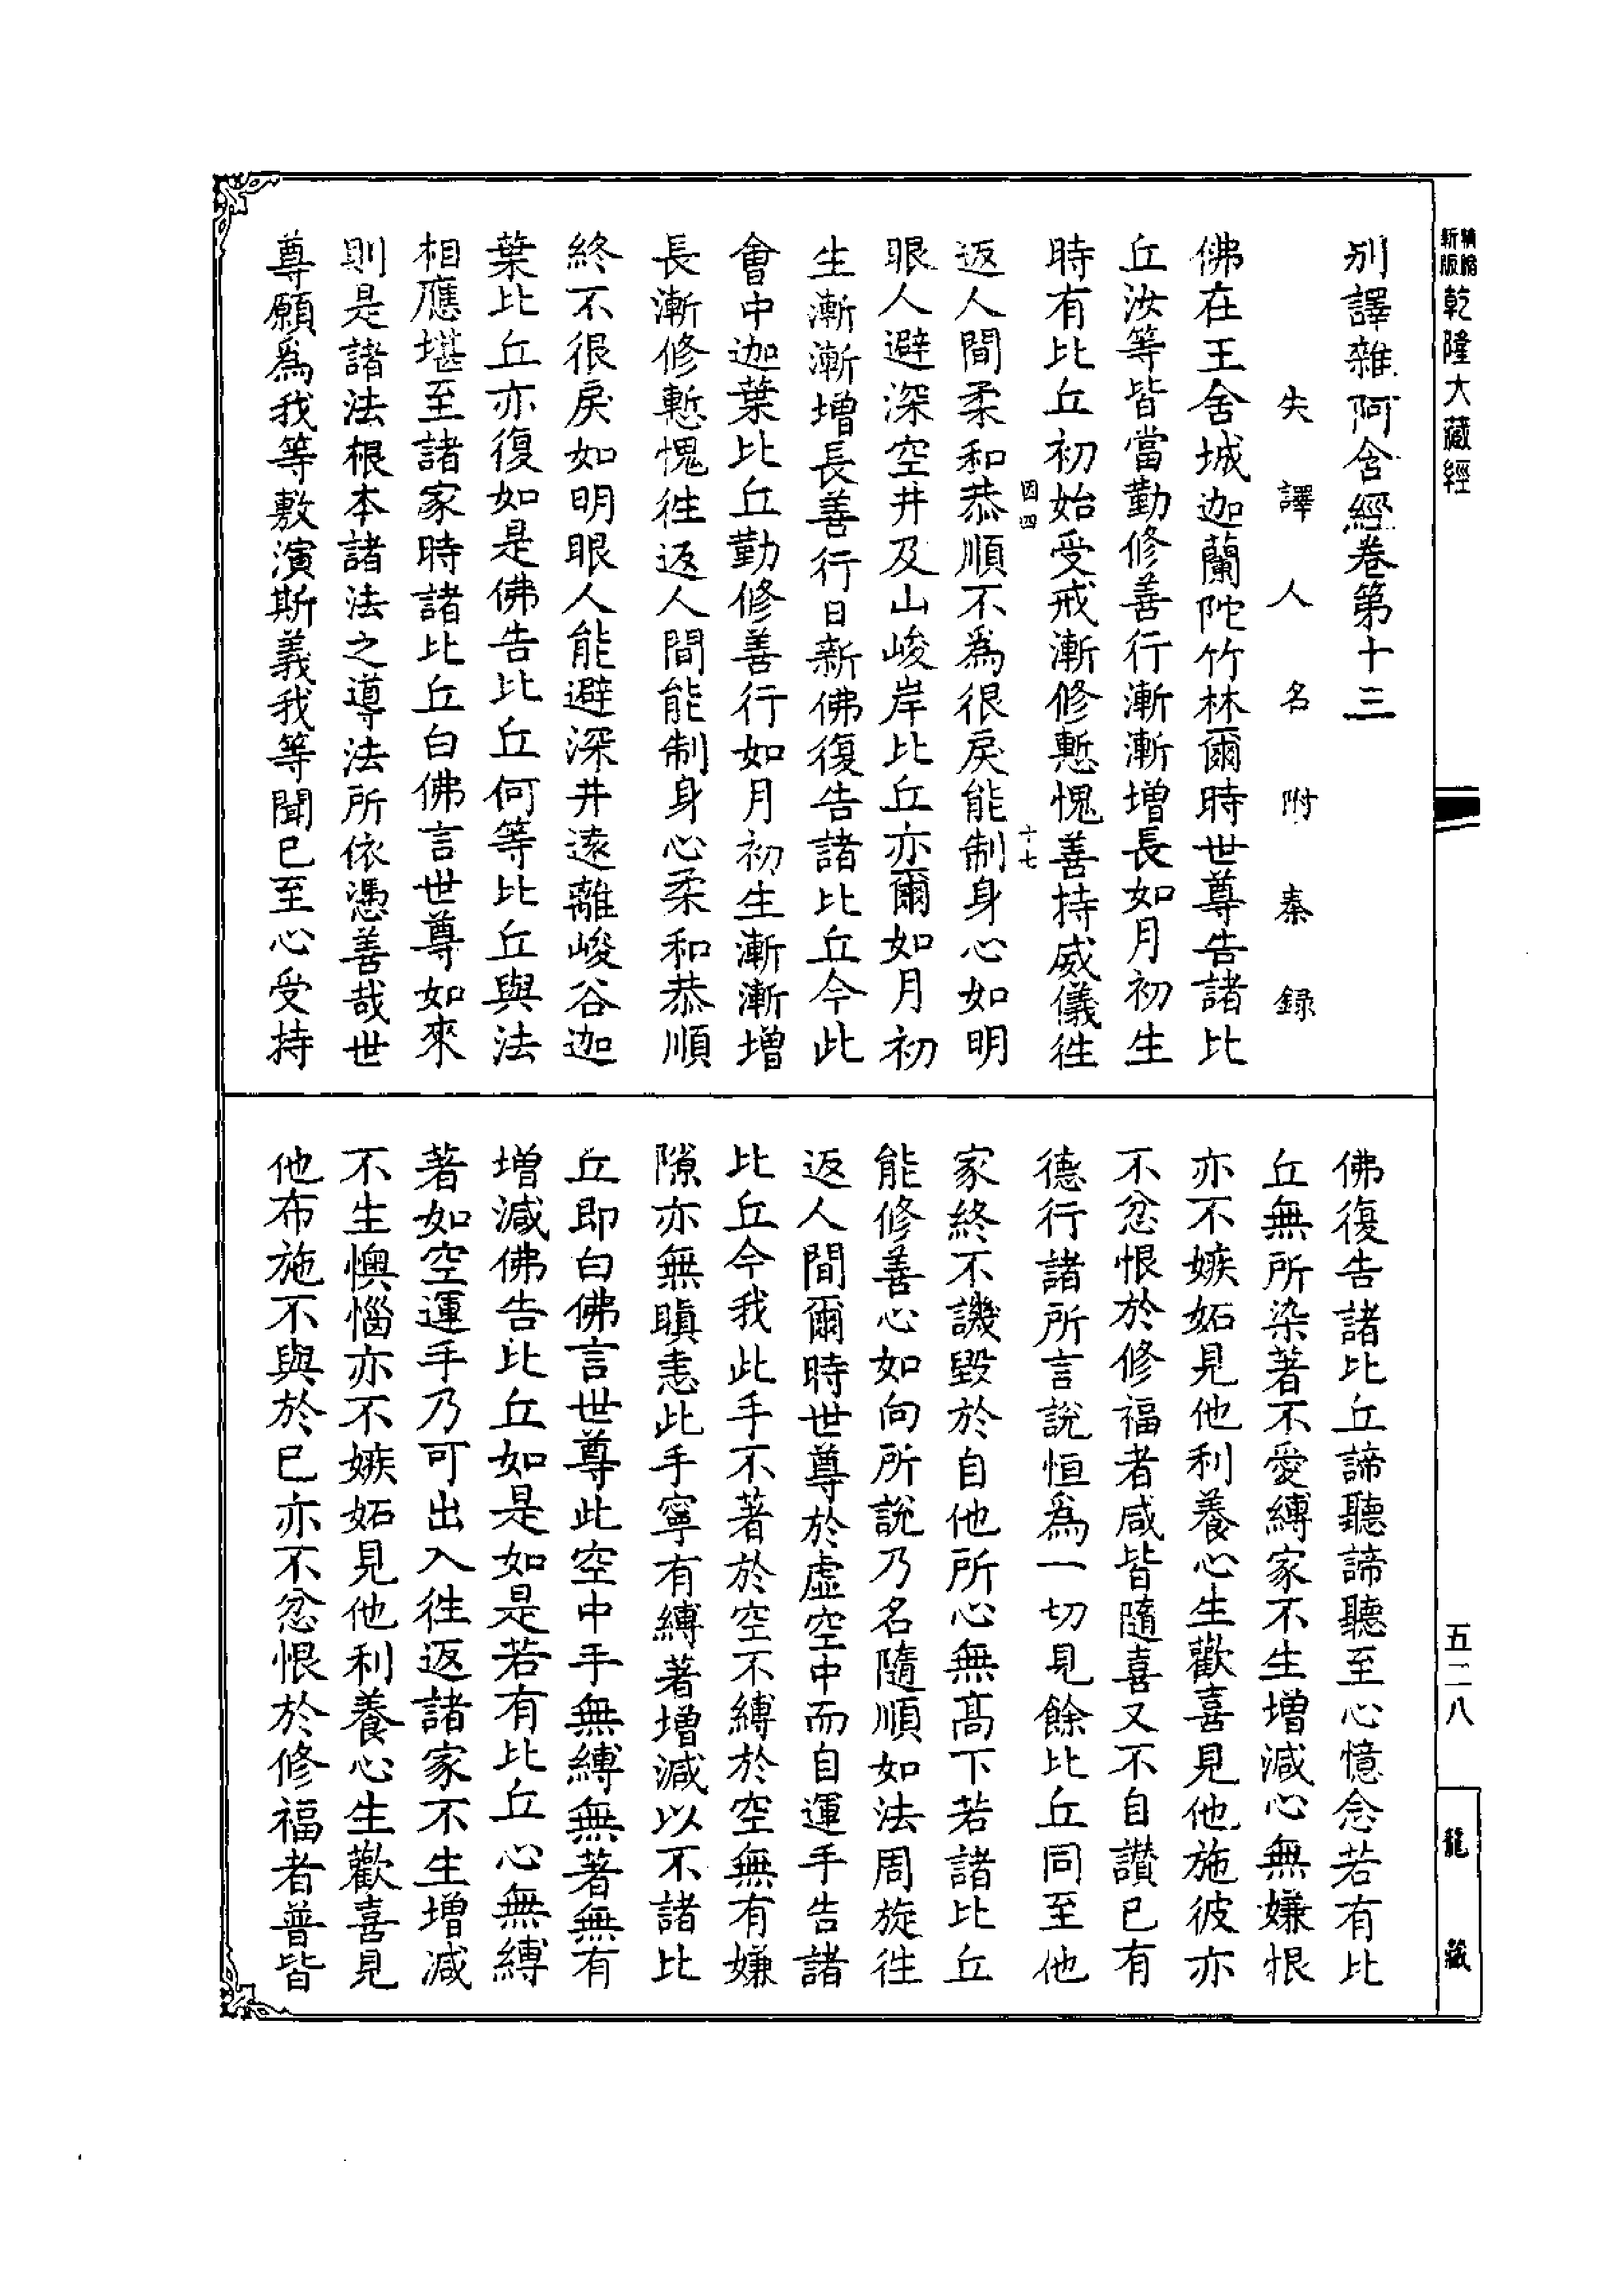 新版
精縮
乾隆大藏經
别譯雜阿含經卷第十三
失譯人名附秦錄
佛在王舍城迦蘭陀竹林爾時世尊告諸比
丘汝等皆當勤修善行漸漸增長如月初生
時有比丘初始受戒漸修慙愧善持威儀徃
因四
十七
返人間柔和恭順不爲很戾能制身心如明
眼人避深空井及山峻岸比丘亦爾如月初
生漸漸增長善行日新佛復告諸比丘今此
會中迦葉比丘勤修善行如月初生漸漸增
長漸修慙愧徃返人間能制身心柔和恭順
終不很戾如明眼人能避深井遠離峻谷迦
葉比丘亦復如是佛告比丘何等比丘與法
相應堪至諸家時諸比丘白佛言世尊如來
則是諸法根本諸法之導法所依憑善哉世
尊願爲我等敷演斯義我等聞已至心受持
佛復告諸比丘諦聽諦聽至心憶念若有比
丘無所染著不愛縛家不生增減心無嫌恨
亦不嫉妬見他利養心生歡喜見他施彼亦
不忿恨於修福者咸皆隨喜又不自讚已有
德行諸所言說恒爲一切見餘比丘同至他
家終不譏毀於自他所心無髙下若諸比丘
能修善心如向所說乃名隨順如法周旋徃
返人間爾時世尊於虛空中而自運手告諸
比丘今我此手不著於空不縛於空無有嫌
隙亦無瞋恚此手寧有縛著增減以不諸比
丘即白佛言世尊此空中手無縛無著無有
增減佛告比丘如是如是若有比丘心無縛
著如空運手乃可出入徃返諸家不生增減
不生懊惱亦不嫉妬見他利養心生歡喜見
他布施不與於已亦不忿恨於修福者普皆
五二八
龍藏